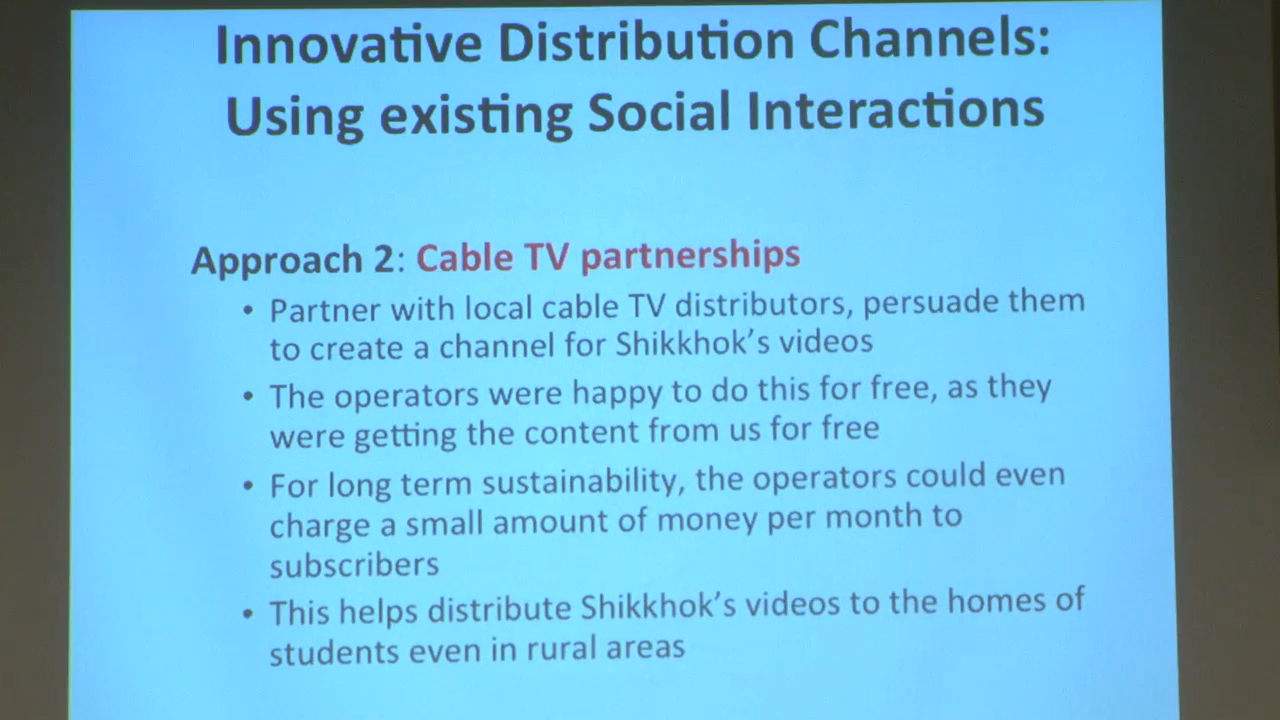 Innovative Distribution Channels:
Using existing Social Interactions
Approach 2: Cable TV partnerships
• Partner with local cable TV distributors, persuade them
to create a channel for Shikkhok’s videos
• The operators were happy to do this for free, as they
were getting the content from us for free
• For long term sustainability, the operators could even
charge a small amount of money per month to
subscribers
• This helps distribute Shikkhok’s videos to the homes of
students even in rural areas